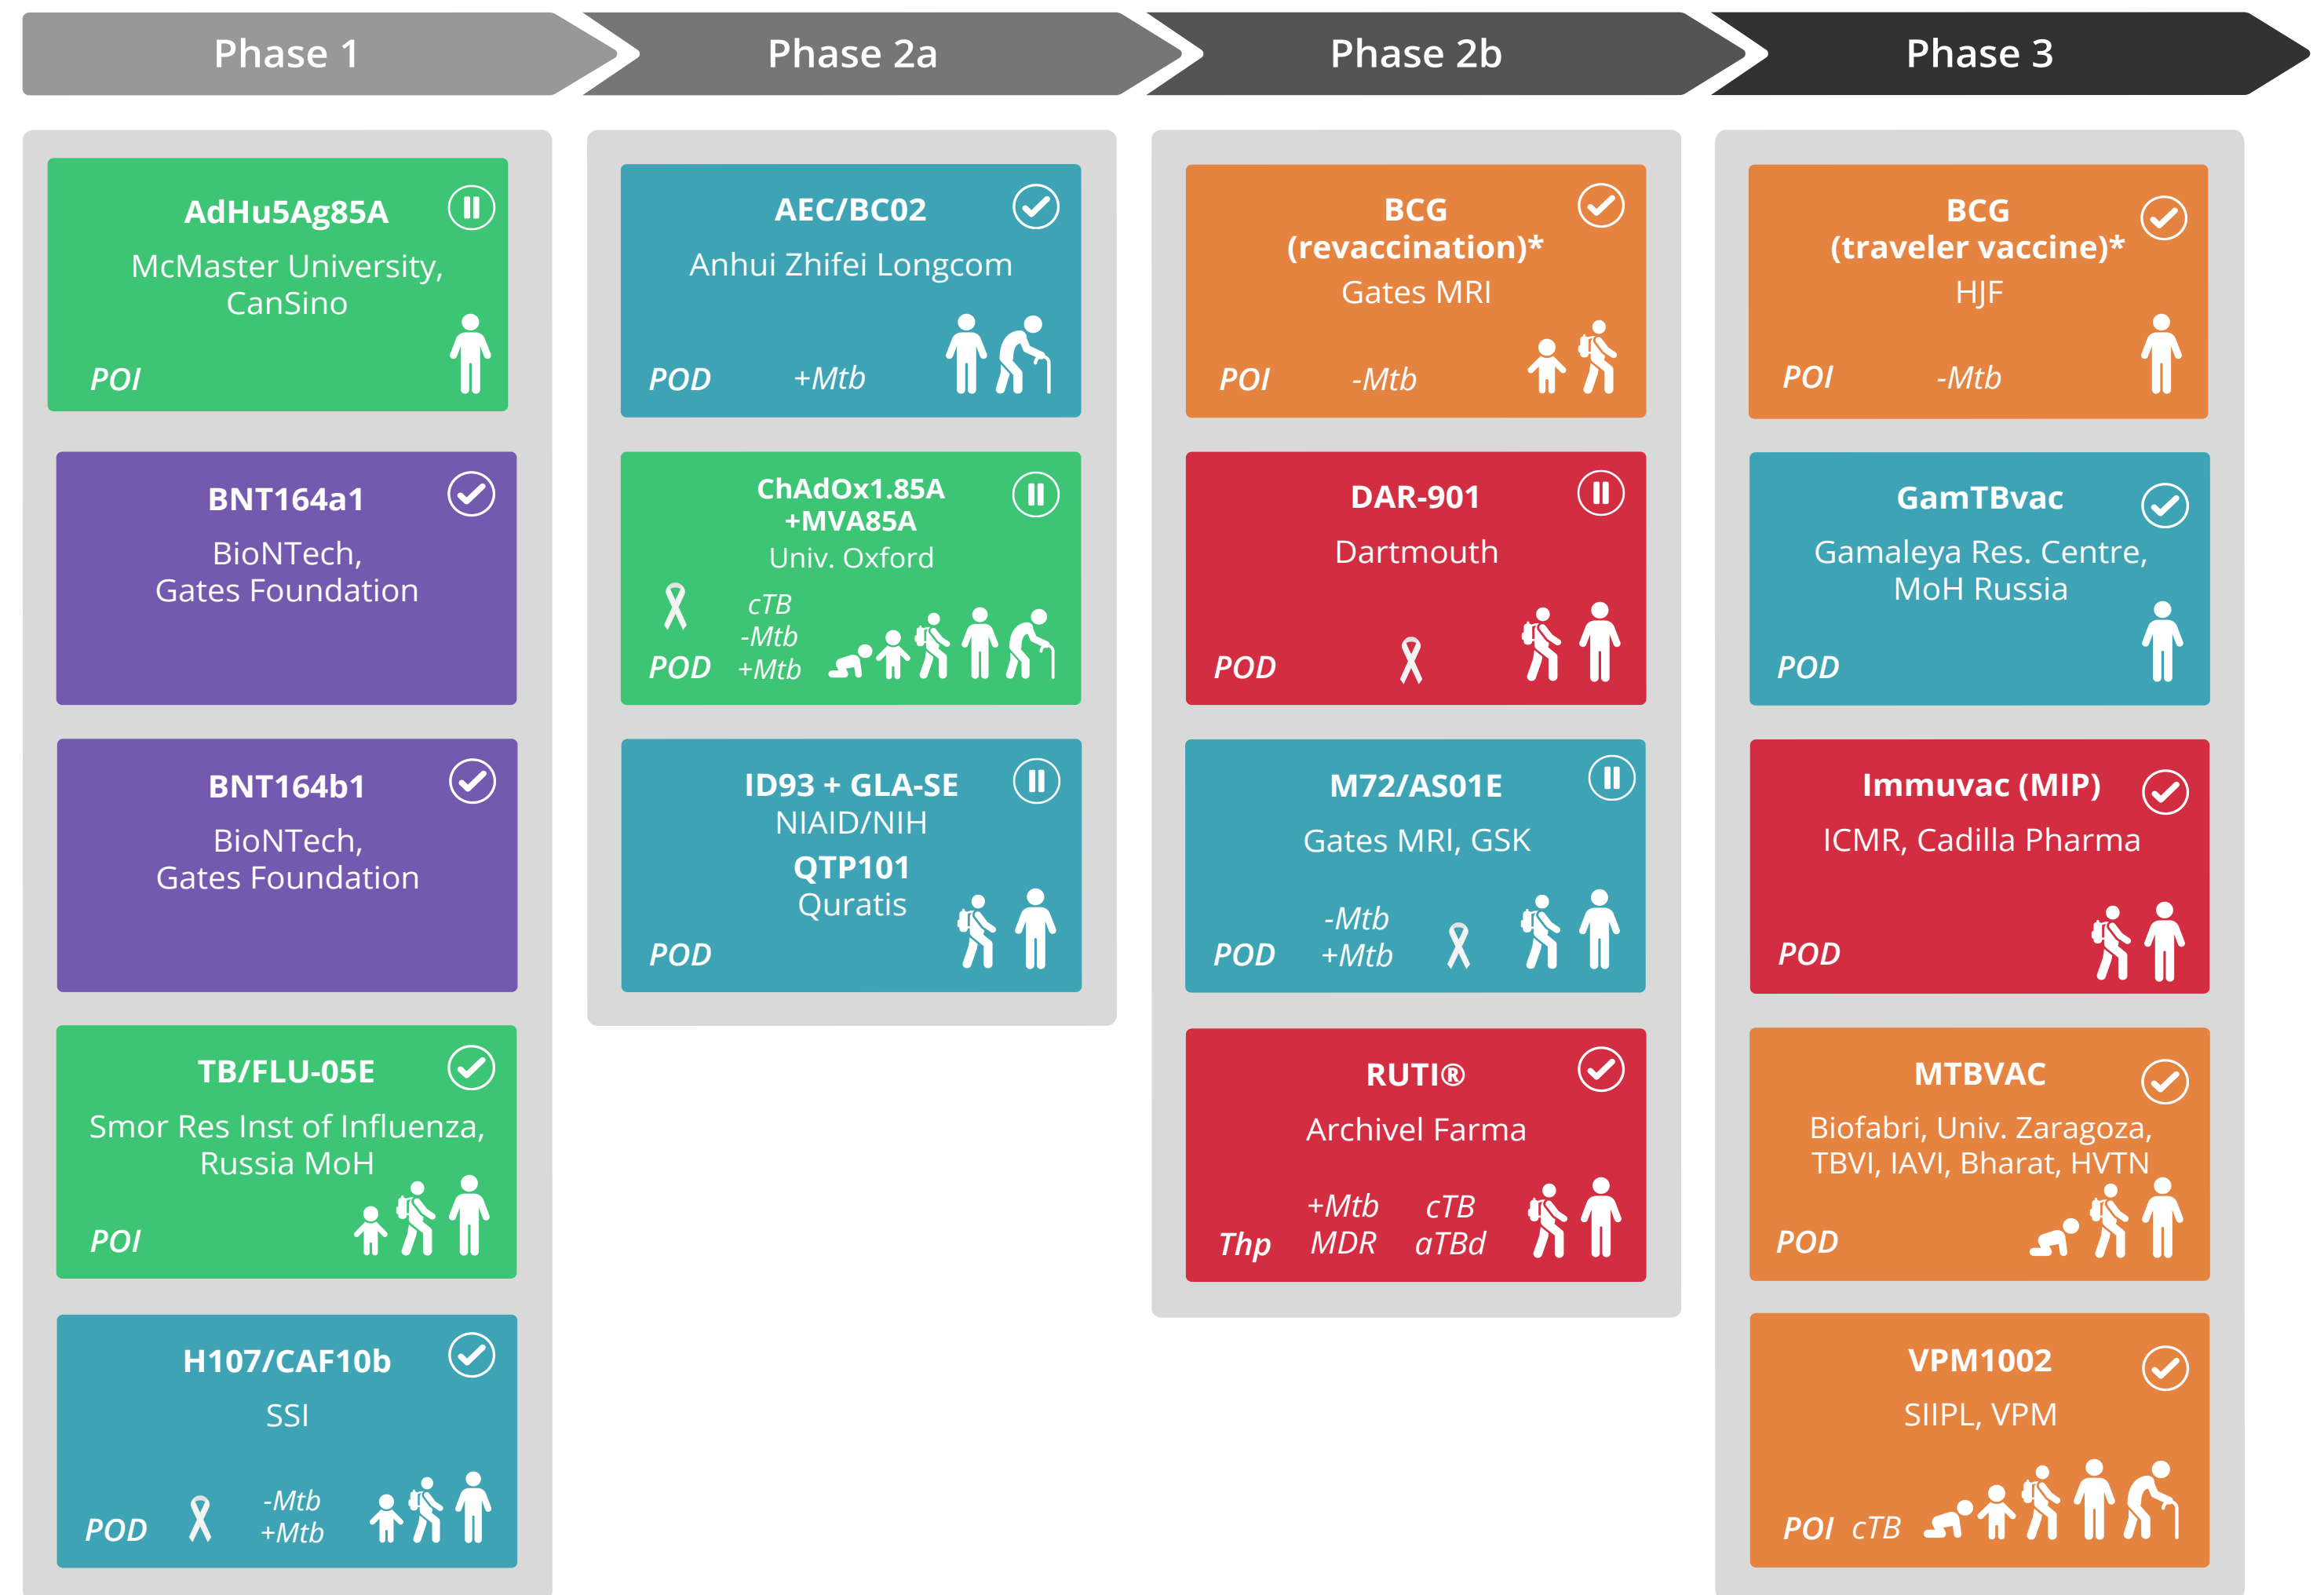 Phase 1
Phase 2a
Phase 2b
Phase 3
AdHu5Ag85A
McMaster University,
CanSino
POI
BNT164a1
BioNTech,
Gates Foundation
BNT164b1
BioNTech,
Gates Foundation
TB/FLU-05E
Smor Res Inst of Influenza,
Russia MoH
POI
H107/CAF10b
SSI
-Mtb
POD
+Mtb
AEC/BC02
Anhui Zhifei Longcom
POD +Mtb
ChAdOx1.85A
+MVA85A
Univ. Oxford
cTB
-Mtb
POD +Mtb
ID93 + GLA-SE
NIAID/NIH
QTP101
Quratis
POD
BCG
(revaccination)*
Gates MRI
POI -Mtb
DAR-901
Dartmouth
POD
M72/AS01E
Gates MRI, GSK
-Mtb
POD +Mtb
RUTI®
Archivel Farma
+Mtb cTB
Thp MDR aTBd
BCG
(traveler vaccine)*
HJF
POI -Mtb
GamTBvac
Gamaleya Res. Centre,
MoH Russia
POD
Immuvac (MIP)
ICMR, Cadilla Pharma
POD
MTBVAC
Biofabri, Univ. Zaragoza,
TBVI, IAVI, Bharat, HVTN
POD
VPM1002
SIIPL, VPM
POI cTB